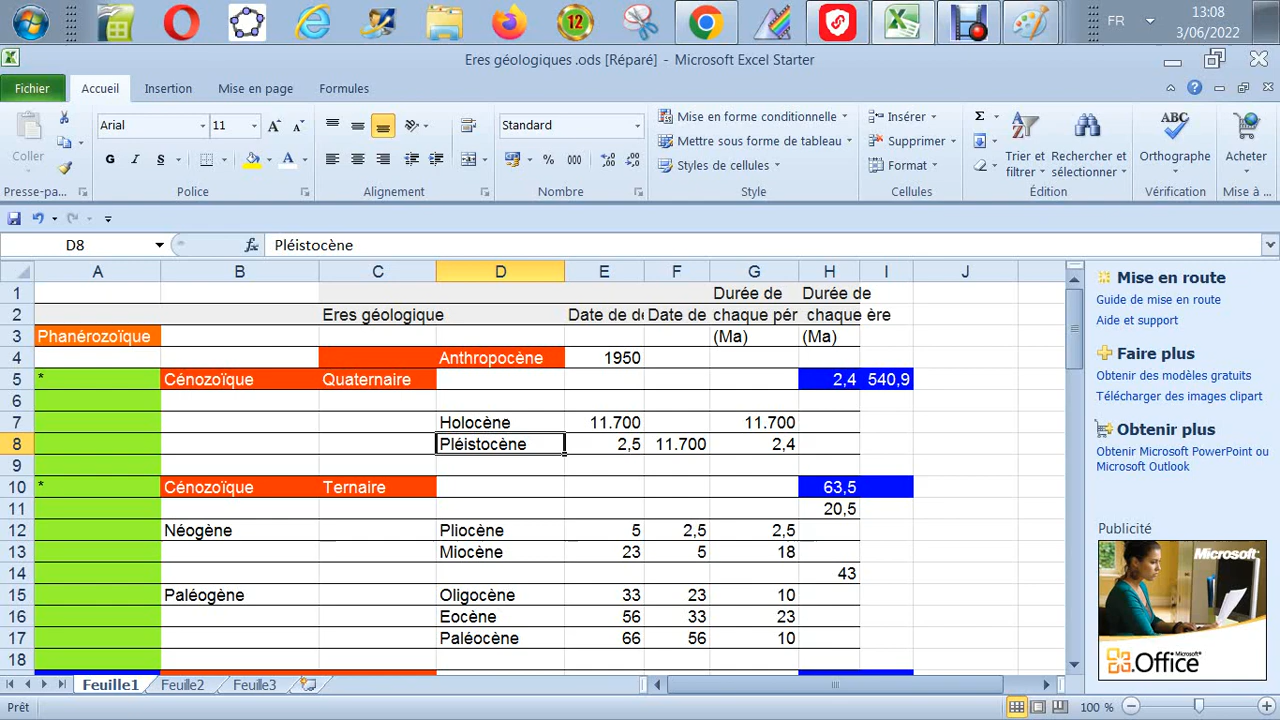 12
FR
13:08
3/06/2022
Eres géologiques .ods [Réparé] - Microsoft Excel Starter
Fichier Accueil Insertion Mise en page Formules
Coller
Arial 11
G I S
Standard
% 000
Mise en forme conditionnelle
Mettre sous forme de tableau
Styles de cellules
Insérer
Supprimer
Format
Σ
Trier et filtrer
Rechercher et sélectionner
ABC
Orthographe
Acheter
Presse-pa... Police Alignement Nombre Style Cellules Édition Vérification Mise à ...
D8 fx Pléistocène
A B C D E F G H I J
1 Durée de Durée de
2 Eres géologique Date de de Date de chaque pér chaque ère
3 Phanérozoïque (Ma) (Ma)
4 Anthropocène 1950
5 * Cénozoïque Quaternaire 2,4 540,9
6
7 Holocène 11.700 11.700
8 Pléistocène 2,5 11.700 2,4
9
10 * Cénozoïque Ternaire 63,5
11 20,5
12 Néogène Pliocène 5 2,5 2,5
13 Miocène 23 5 18
14 43
15 Paléogène Oligocène 33 23 10
16 Eocène 56 33 23
17 Paléocène 66 56 10
18
Mise en route
Guide de mise en route
Aide et support
Faire plus
Obtenir des modèles gratuits
Télécharger des images clipart
Obtenir plus
Obtenir Microsoft PowerPoint ou
Microsoft Outlook
Publicité
Microsoft
Microsoft
Office
Feuille1 Feuille2 Feuille3
Prêt
100 %